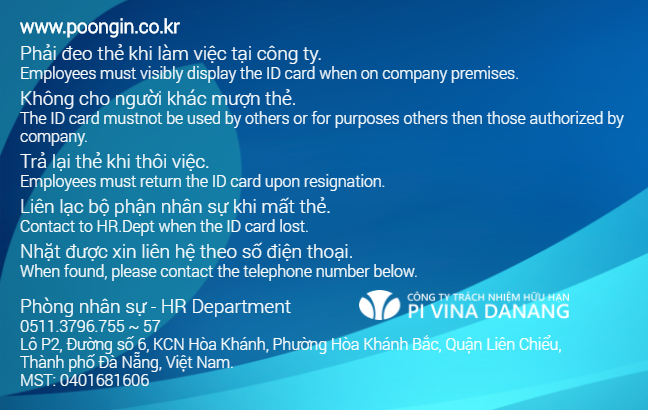 www.poongin.co.kr
Phải đeo thẻ khi làm việc tại công ty.
Employees must visibly display the ID card when on company premises.
Không cho người khác mượn thẻ.
The ID card mustnot be used by others or for purposes others then those authorized by
company.
Trả lại thẻ khi thôi việc.
Employees must return the ID card upon resignation.
Liên lạc bộ phận nhân sự khi mất thẻ.
Contact to HR.Dept when the ID card lost.
Nhặt được xin liên hệ theo số điện thoại.
When found, please contact the telephone number below.
Phòng nhân sự - HR Department
0511.3796.755 ~ 57
Lô P2, Đường số 6, KCN Hòa Khánh, Phường Hòa Khánh Bắc, Quận Liên Chiểu,
Thành phố Đà Nẵng, Việt Nam.
MST: 0401681606
CÔNG TY TRÁCH NHIỆM HỮU HẠN
PI VINA DANANG